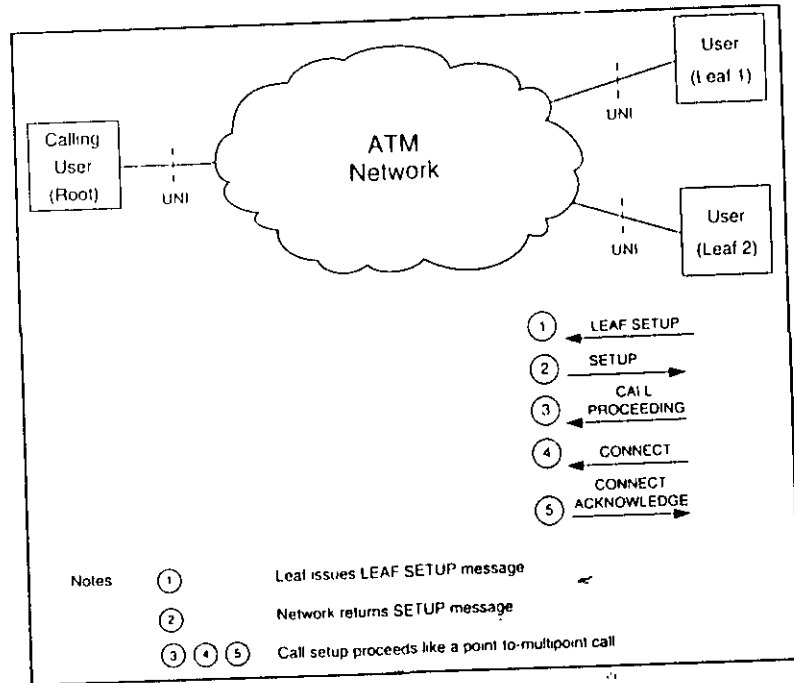 User
(Leaf 1)
UNI
Calling
User
(Root)
UNI
ATM
Network
User
(Leaf 2)
UNI
1 LEAF SETUP
2 SETUP
3 CALL
PROCEEDING
4 CONNECT
5 CONNECT
ACKNOWLEDGE
Notes 1 Leaf issues LEAF SETUP message
2 Network returns SETUP message
3 4 5 Call setup proceeds like a point to-multipoint call